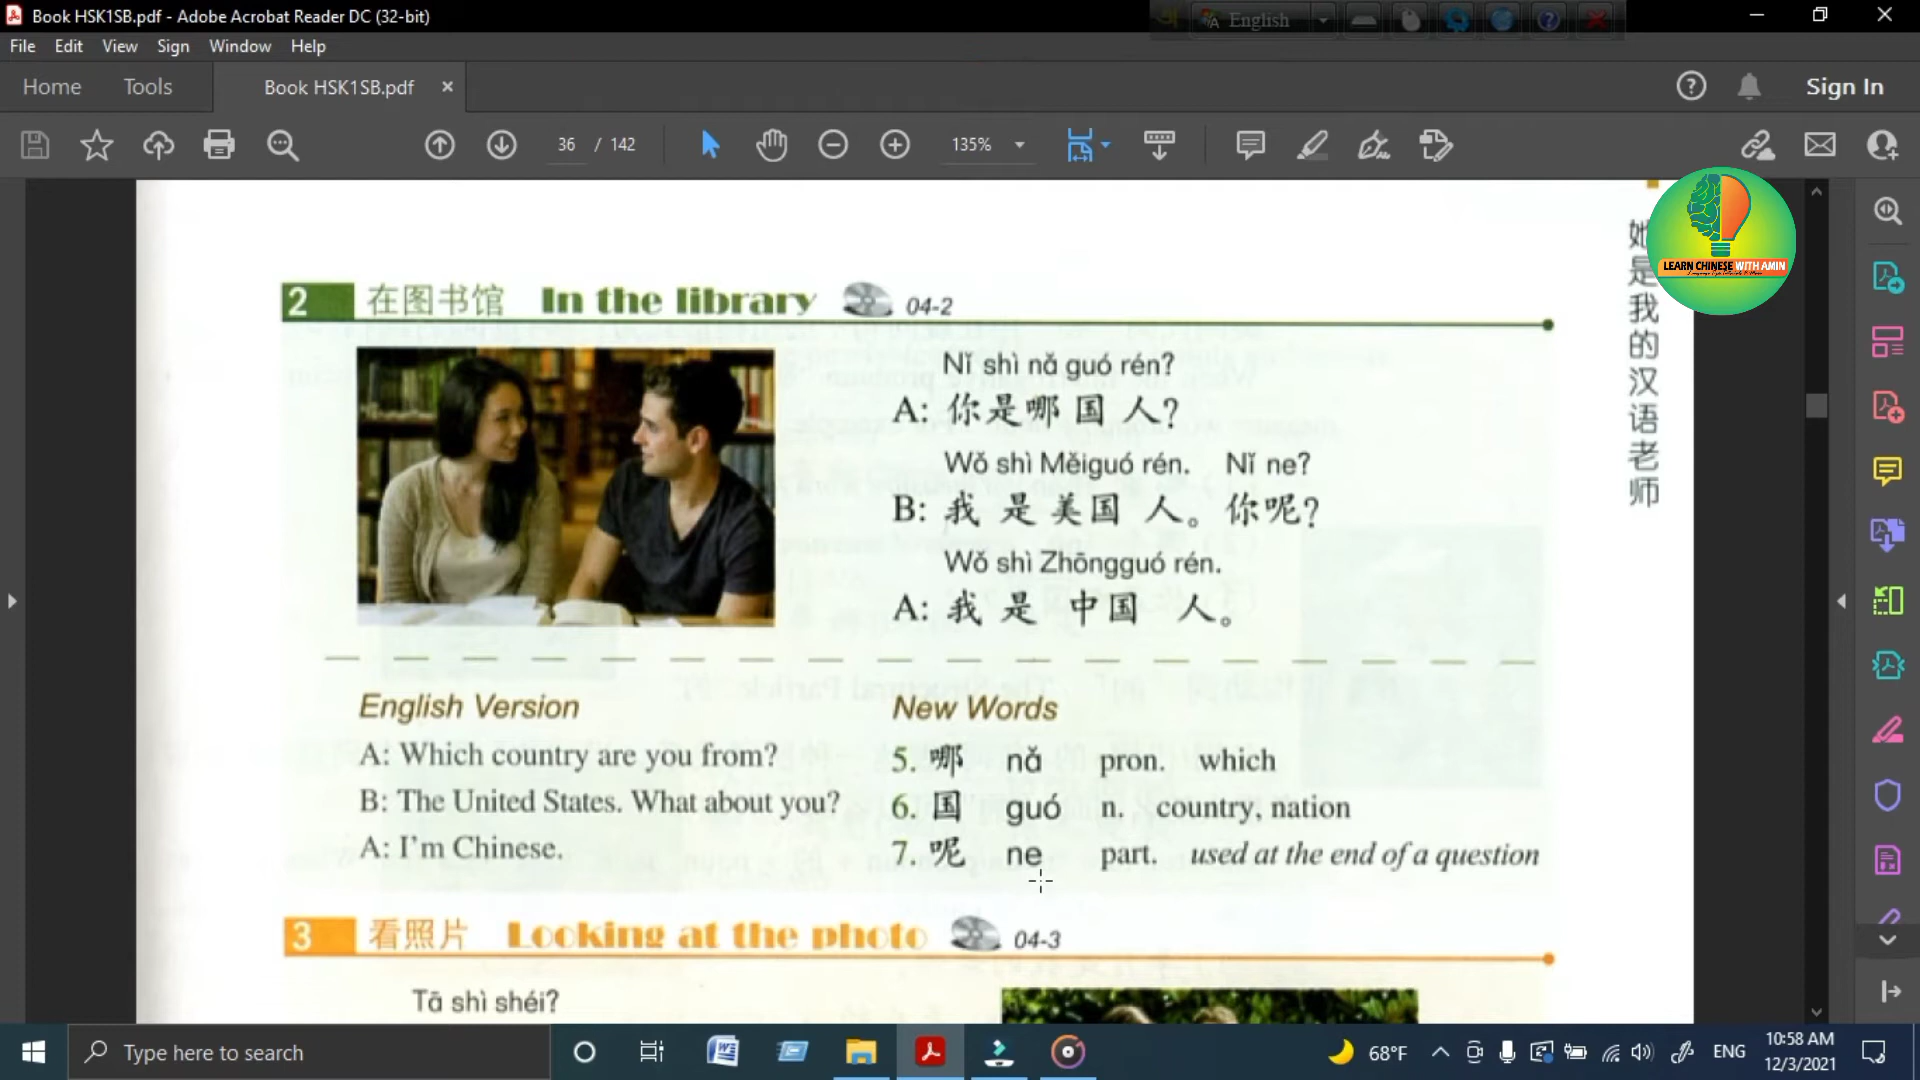 Book HSK1SB.pdf - Adobe Acrobat Reader DC (32-bit)
English
File Edit View Sign Window Help
Home Tools Book HSK1SB.pdf × Sign In
36 / 142 135%
LEARN CHINESE WITH AMIN
她是我的汉语老师
2 在图书馆 In the library 04-2
Nǐ shì nǎ guó rén?
A: 你是哪国人?
Wǒ shì Měiguó rén. Nǐ ne?
B: 我是美国人。你呢?
Wǒ shì Zhōngguó rén.
A: 我是中国人。
English Version
A: Which country are you from?
B: The United States. What about you?
A: I'm Chinese.
New Words
5. 哪 nǎ pron. which
6. 国 guó n. country, nation
7. 呢 ne part. used at the end of a question
3 看照片 Looking at the photo 04-3
Tā shì shéi?
Type here to search
68°F
ENG
10:58 AM
12/3/2021